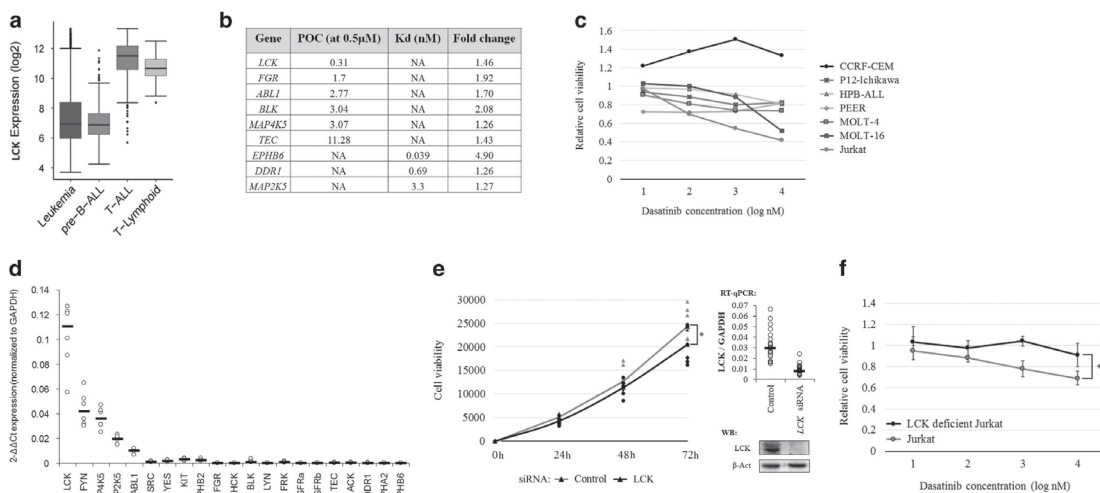 a
LCK Expression (log2)
12
10
8
6
4
Leukemia
pre-B-ALL
T-ALL
T-Lymphoid
b
Gene POC (at 0.5μM) Kd (nM) Fold change
LCK 0.31 NA 1.46
FGR 1.7 NA 1.92
ABL1 2.77 NA 1.70
BLK 3.04 NA 2.08
MAP4K5 3.07 NA 1.26
TEC 11.28 NA 1.43
EPHB6 NA 0.039 4.90
DDR1 NA 0.69 1.26
MAP2K5 NA 3.3 1.27
c
Relative cell viability
1.6
1.4
1.2
1
0.8
0.6
0.4
0.2
0
1 2 3 4
Dasatinib concentration (log nM)
CCRF-CEM
P12-Ichikawa
HPB-ALL
PEER
MOLT-4
MOLT-16
Jurkat
d
2-ΔΔCt expression(normalized to GAPDH)
0.14
0.12
0.1
0.08
0.06
0.04
0.02
0
LCK
FYN
P4K5
P2K5
ABL1
SRC
YES
KIT
PHB2
FGR
HCK
BLK
LYN
FRK
GFRa
GFRb
TEC
ACK
DDR1
PHA2
PHB6
e
Cell viability
30000
25000
20000
15000
10000
5000
0
0h 24h 48h 72h
*
siRNA: Control LCK
RT-qPCR:
LCK / GAPDH
0.07
0.06
0.05
0.04
0.03
0.02
0.01
0
Control
LCK siRNA
WB:
LCK
β-Act
f
Relative cell viability
1.4
1.2
1
0.8
0.6
0.4
0.2
0
*
LCK deficient Jurkat
Jurkat
1 2 3 4
Dasatinib concentration (log nM)